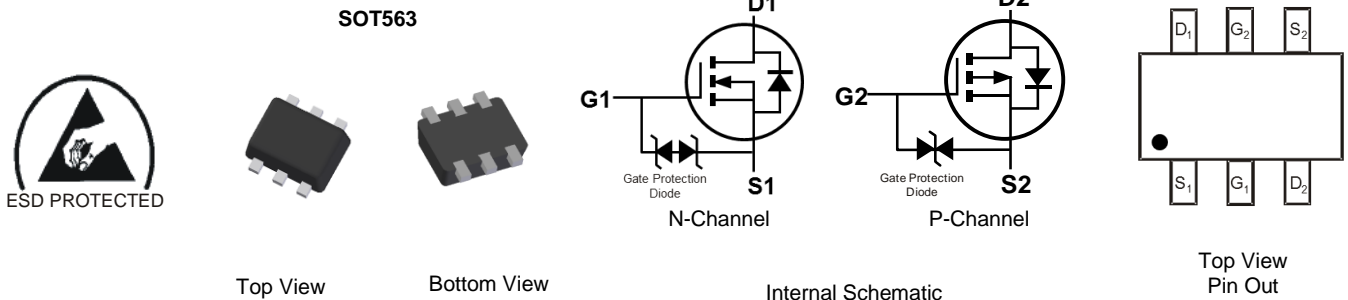 SOT563
ESD PROTECTED
Top View
Bottom View
D1
G1
Gate Protection
Diode
S1
N-Channel
D2
G2
Gate Protection
Diode
S2
P-Channel
Internal Schematic
D₁ G₂ S₂
S₁ G₁ D₂
Top View
Pin Out